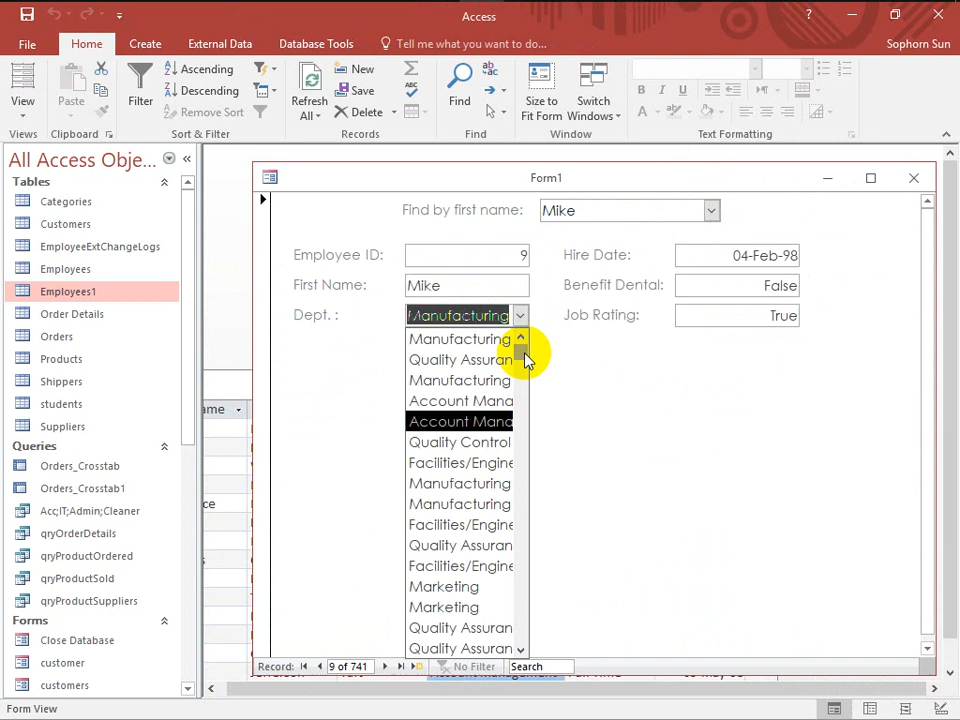 Access
?
File
Home
Create
External Data
Database Tools
Tell me what you want to do...
Sophorn Sun
View
Views
Paste
Clipboard
Filter
Ascending
Descending
Remove Sort
Sort & Filter
Refresh
All
New
Save
Delete
Records
Find
Find
Size to
Fit Form
Switch
Windows
Window
B I U
A
Text Formatting
All Access Obje...
Tables
Categories
Customers
EmployeeExtChangeLogs
Employees
Employees1
Order Details
Orders
Products
Shippers
students
Suppliers
Queries
Orders_Crosstab
Orders_Crosstab1
Acc;IT;Admin;Cleaner
qryOrderDetails
qryProductOrdered
qryProductSold
qryProductSuppliers
Forms
Close Database
customer
customers
Form1
Find by first name: Mike
Employee ID: 9
Hire Date: 04-Feb-98
First Name: Mike
Benefit Dental: False
Dept. : Manufacturing
Job Rating: True
Manufacturing
Quality Assuran
Manufacturing
Account Mana
Account Mana
Quality Control
Facilities/Engine
Manufacturing
Manufacturing
Facilities/Engine
Quality Assuran
Facilities/Engine
Marketing
Marketing
Quality Assuran
Quality Assuran
ame
ce
Record: 9 of 741 No Filter Search
Form View